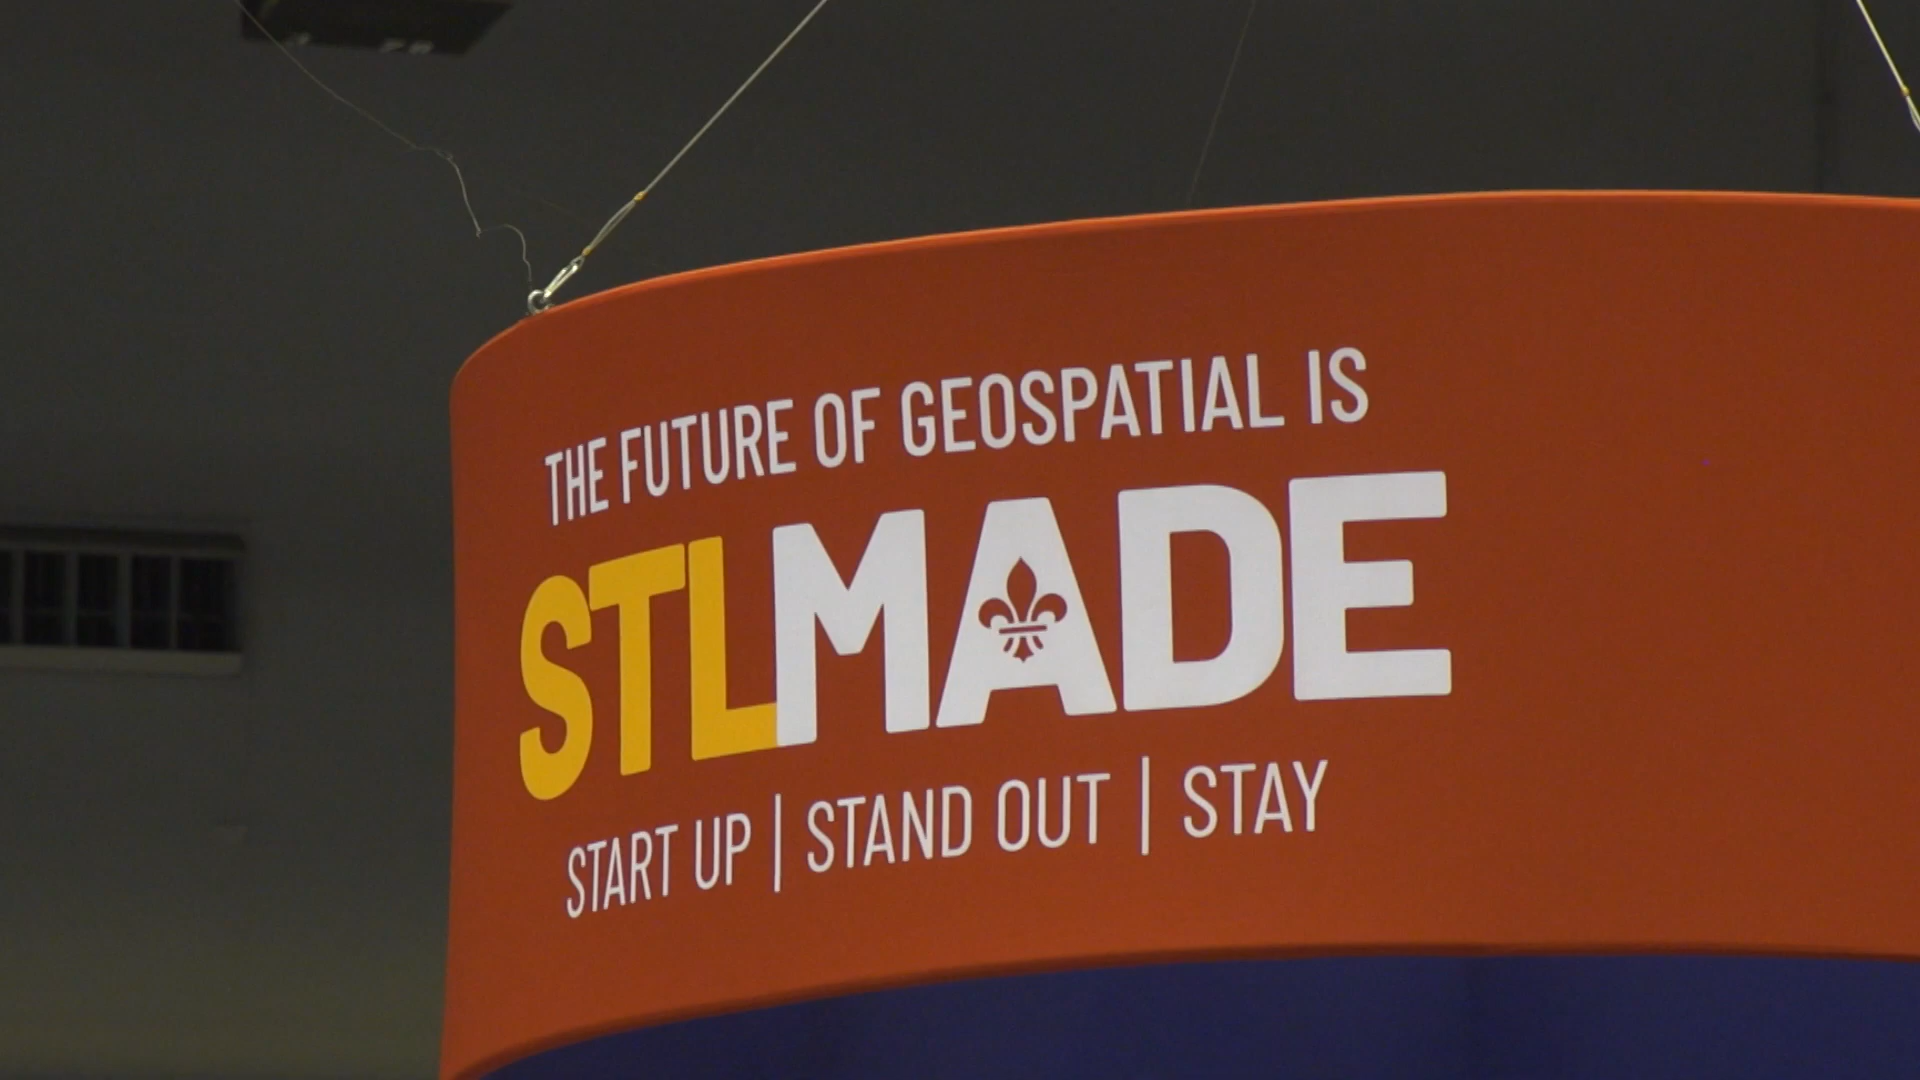 THE FUTURE OF GEOSPATIAL IS
STLMADE
START UP | STAND OUT | STAY